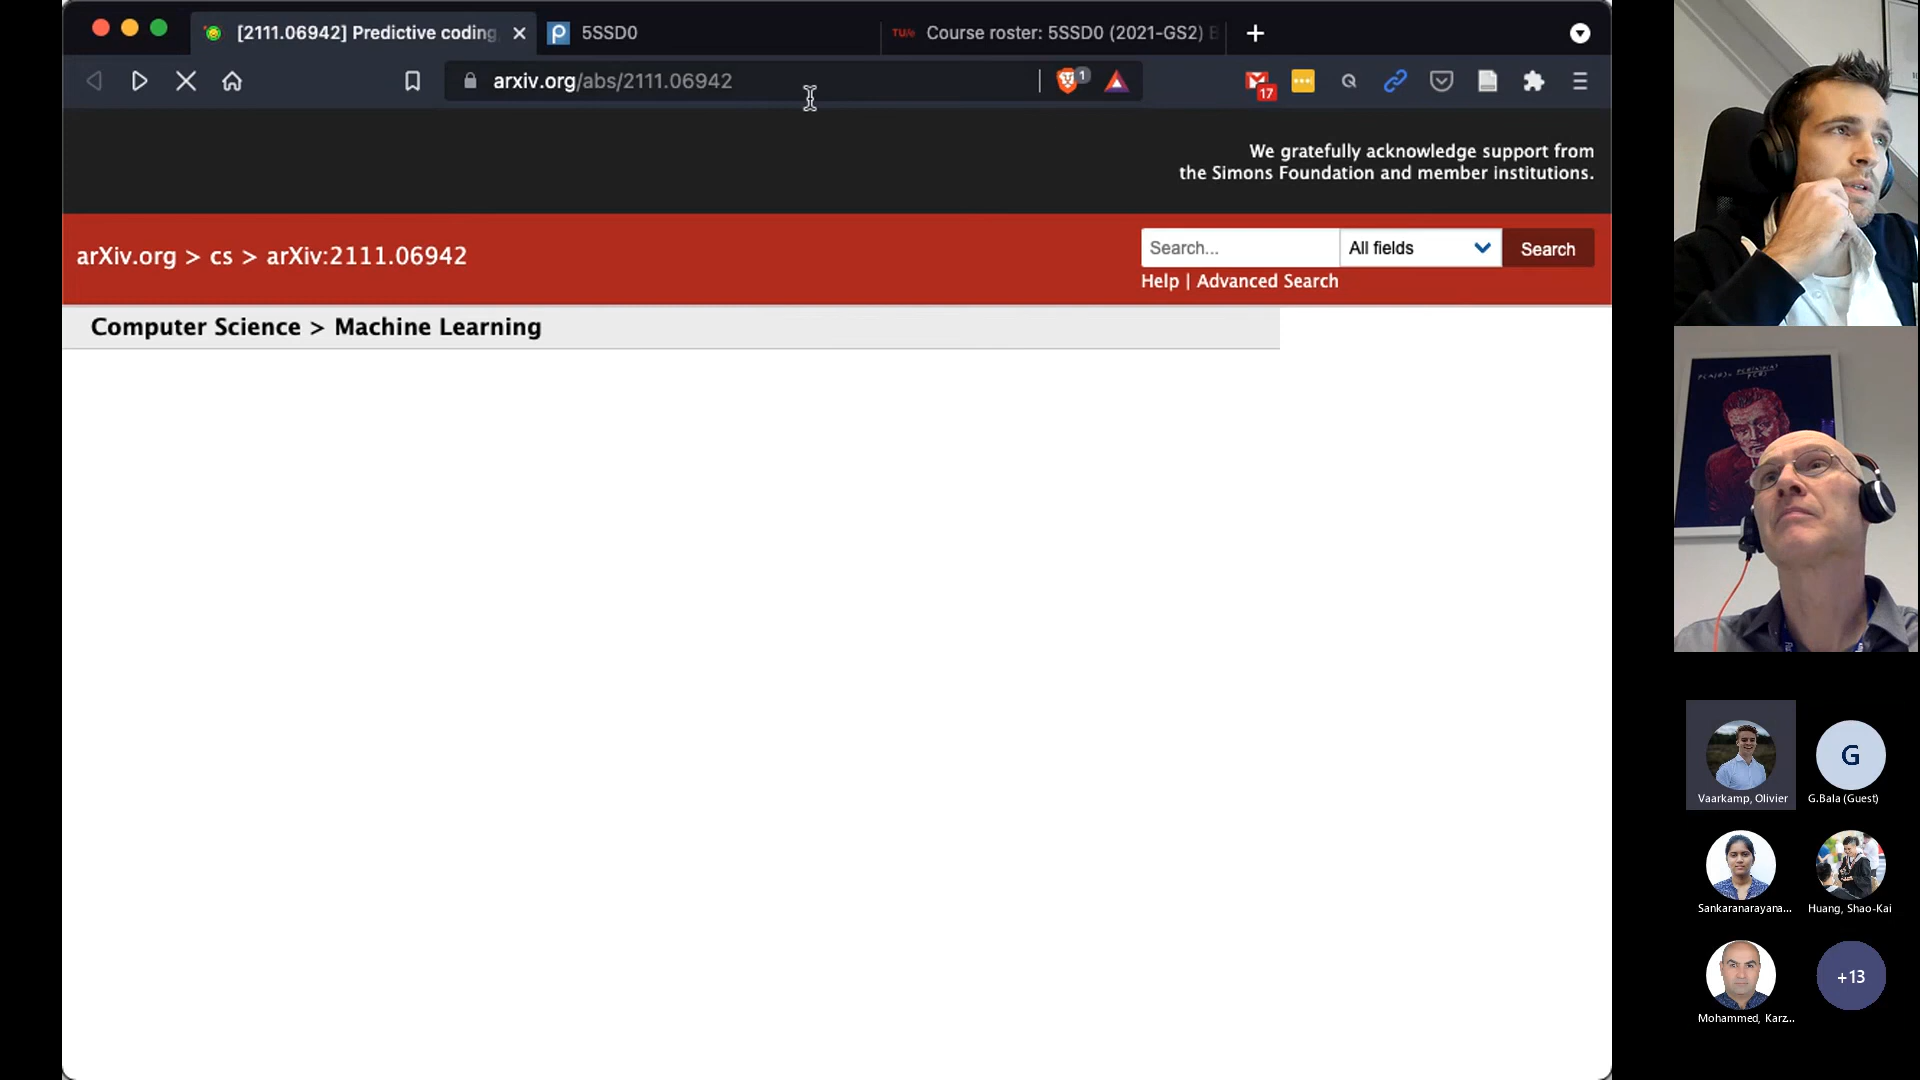 [2111.06942] Predictive coding,
5SSD0
TU/e Course roster: 5SSD0 (2021-GS2)
arxiv.org/abs/2111.06942
1
17
We gratefully acknowledge support from
the Simons Foundation and member institutions.
arXiv.org > cs > arXiv:2111.06942
Search...
All fields
Search
Help | Advanced Search
Computer Science > Machine Learning
Vaarkamp, Olivier
G
G.Bala (Guest)
Sankaranarayana...
Huang, Shao-Kai
Mohammed, Karz...
+13